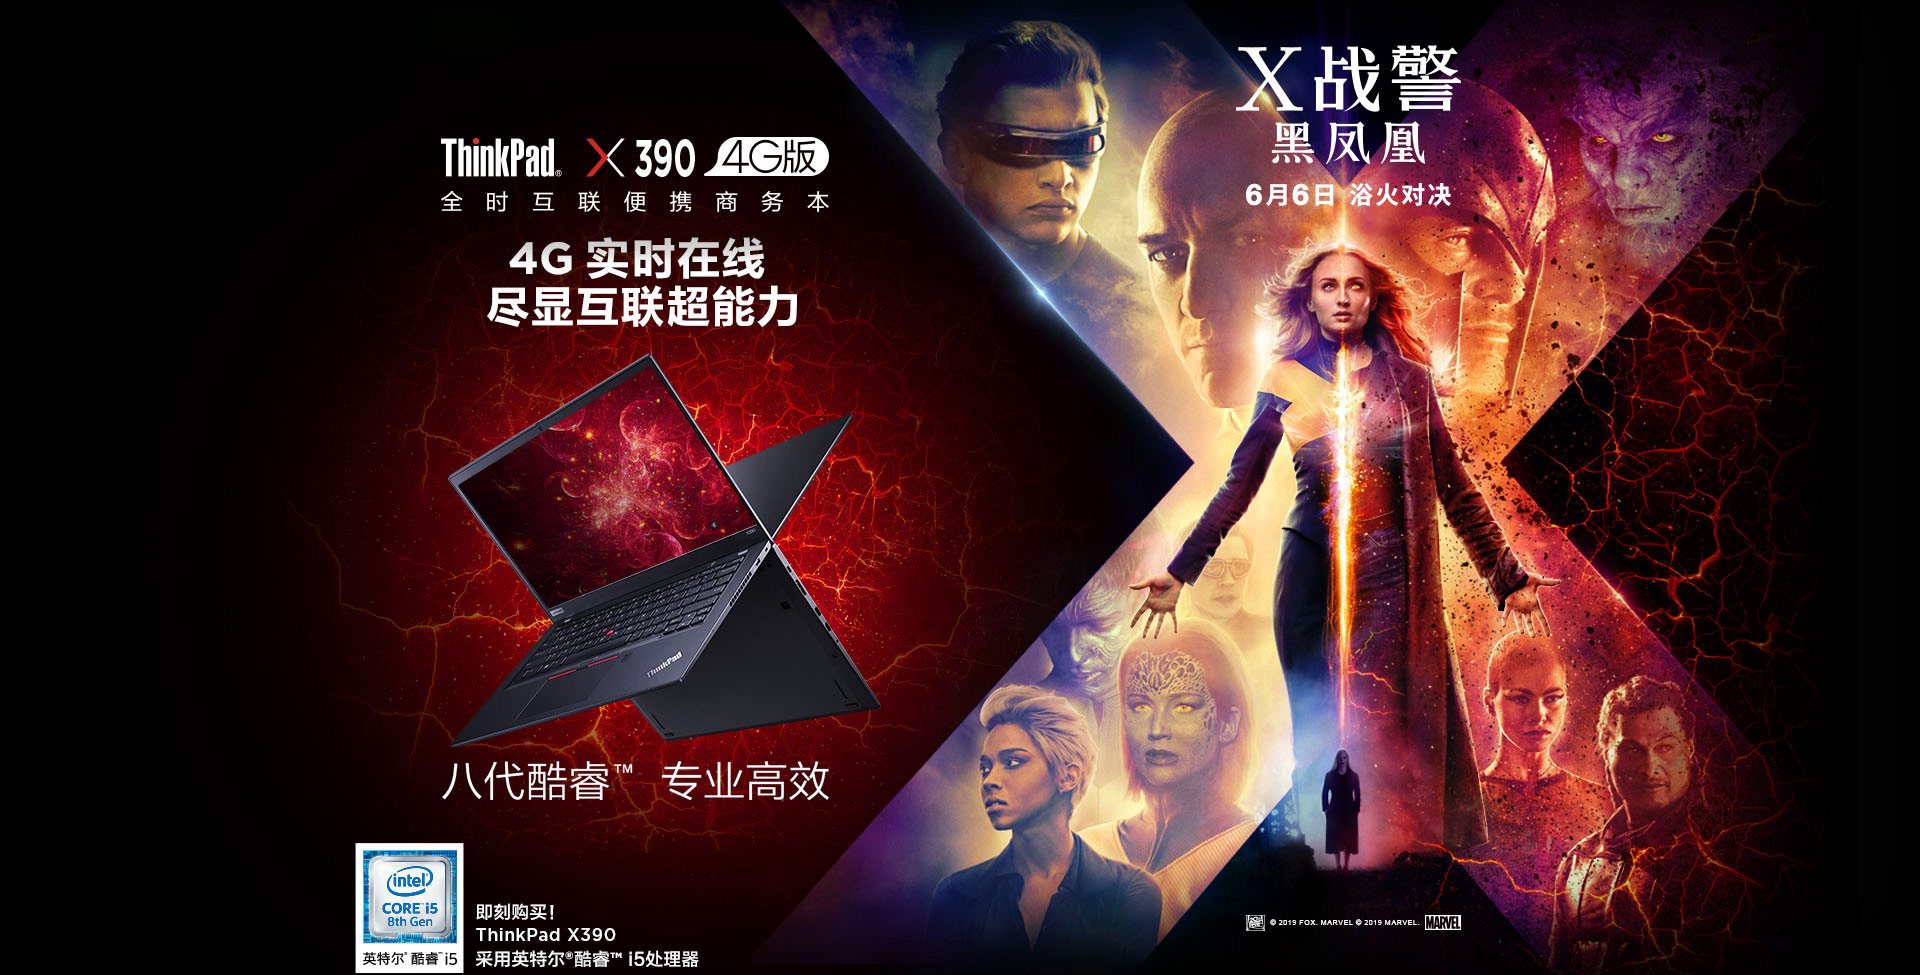 ThinkPad® X 390 4G版
全时互联便携商务本
4G 实时在线
尽显互联超能力
ThinkPad
八代酷睿™ 专业高效
intel
CORE™ i5
8th Gen
英特尔® 酷睿™ i5
即刻购买！
ThinkPad X390
采用英特尔®酷睿™ i5处理器
X战警
黑凤凰
6月6日 浴火对决
© 2019 FOX. MARVEL © 2019 MARVEL. MARVEL